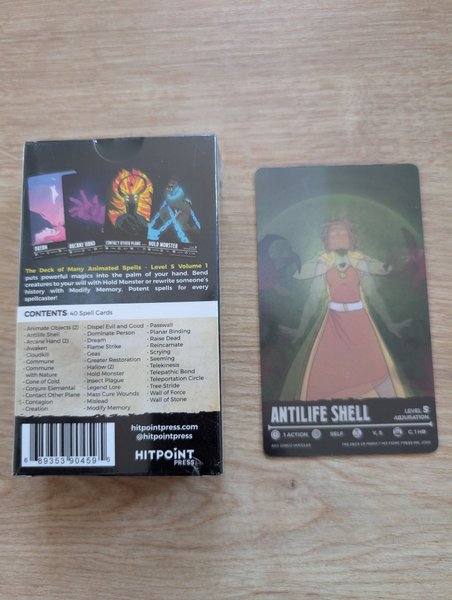 DREAM
ARCANE HAND
CONTACT OTHER PLANE
HOLD MONSTER
The Deck of Many Animated Spells - Level 5 Volume 1
puts powerful magics into the palm of your hand. Bend
creatures to your will with Hold Monster or rewrite someone's
history with Modify Memory. Potent spells for every
spellcaster!
CONTENTS: 40 Spell Cards
- Animate Objects (2)
- Antilife Shell
- Arcane Hand (2)
- Awaken
- Cloudkill
- Commune
- Commune
with Nature
- Cone of Cold
- Conjure Elemental
- Contact Other Plane
- Contagion
- Creation
- Dispel Evil and Good
- Dominate Person
- Dream
- Flame Strike
- Geas
- Greater Restoration
- Hallow (2)
- Hold Monster
- Insect Plague
- Legend Lore
- Mass Cure Wounds
- Mislead
- Modify Memory
- Passwall
- Planar Binding
- Raise Dead
- Reincarnate
- Scrying
- Seeming
- Telekinesis
- Telepathic Bond
- Teleportation Circle
- Tree Stride
- Wall of Force
- Wall of Stone
hitpointpress.com
@hitpointpress
HITPOINT
PRESS
6 89353 90459 6
ANTILIFE SHELL
LEVEL 5
ABJURATION
1 ACTION
SELF
V, S
C, 1 HR